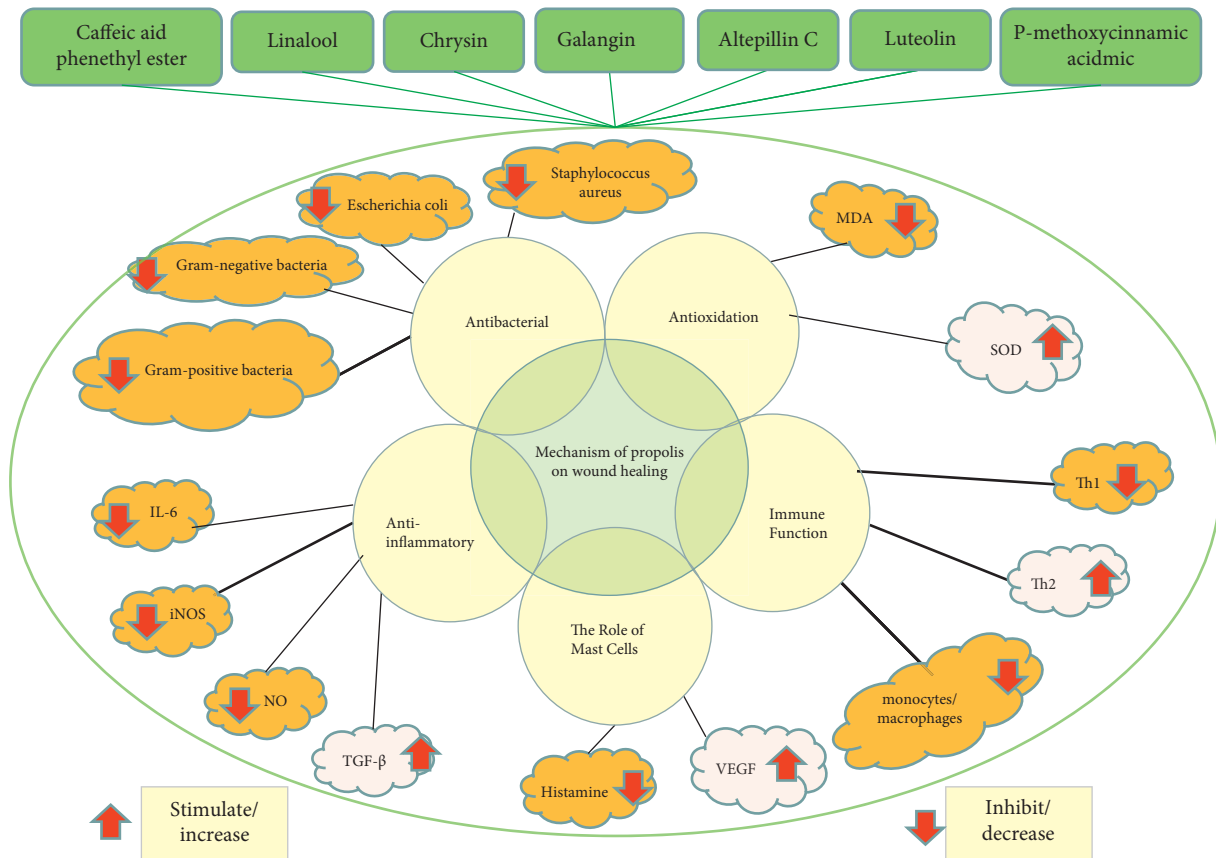 Caffeic aid
phenethyl ester
Linalool
Chrysin
Galangin
Altepillin C
Luteolin
P-methoxycinnamic
acidmic
Staphylococcus
aureus
Escherichia coli
Gram-negative bacteria
Gram-positive bacteria
MDA
SOD
Antibacterial
Antioxidation
Mechanism of propolis
on wound healing
Anti-
inflammatory
Immune
Function
The Role of
Mast Cells
IL-6
iNOS
NO
TGF-β
Histamine
VEGF
Th1
Th2
monocytes/
macrophages
Stimulate/
increase
Inhibit/
decrease